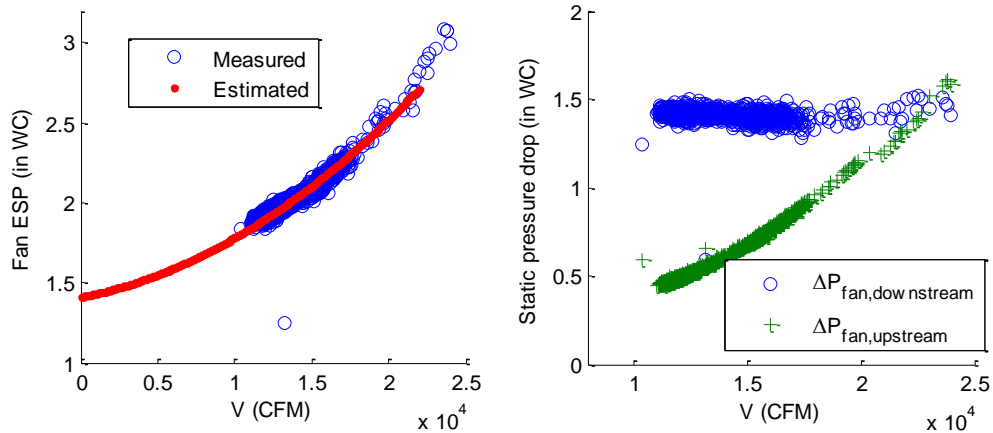 3
2.5
2
1.5
1
Fan ESP (in WC)
Measured
Estimated
0 0.5 1 1.5 2 2.5
V (CFM)
x 10^4
2
1.5
1
0.5
0
Static pressure drop (in WC)
ΔP_fan,downstream
ΔP_fan,upstream
1 1.5 2 2.5
V (CFM)
x 10^4